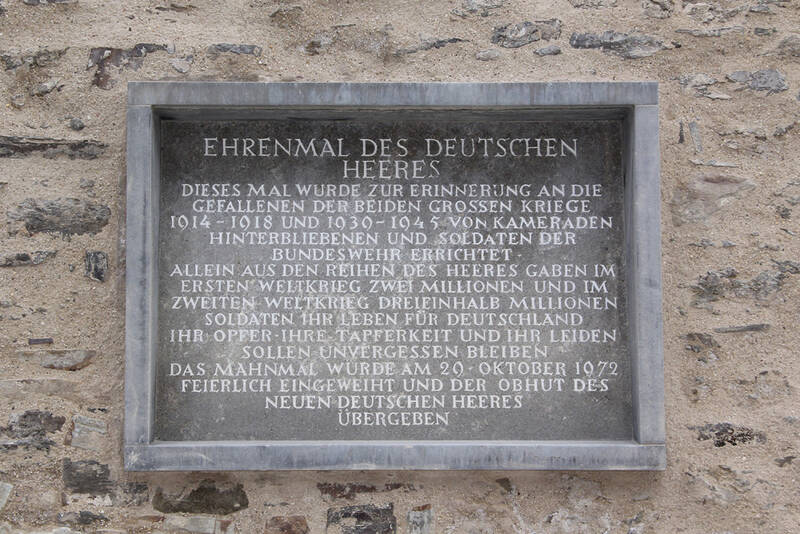 EHRENMAL DES DEUTSCHEN
HEERES
DIESES MAL WURDE ZUR ERINNERUNG AN DIE
GEFALLENEN DER BEIDEN GROSSEN KRIEGE
1914-1918 UND 1939-1945 VON KAMERADEN
HINTERBLIEBENEN UND SOLDATEN DER
BUNDESWEHR ERRICHTET·
ALLEIN AUS DEN REIHEN DES HEERES GABEN IM
ERSTEN WELTKRIEG ZWEI MILLIONEN UND IM
ZWEITEN WELTKRIEG DREIEINHALB MILLIONEN
SOLDATEN IHR LEBEN FÜR DEUTSCHLAND
IHR OPFER·IHRE TAPFERKEIT UND IHR LEIDEN
SOLLEN UNVERGESSEN BLEIBEN
DAS MAHNMAL WURDE AM 29·OKTOBER 1972
FEIERLICH EINGEWEIHT UND DER OBHUT DES
NEUEN DEUTSCHEN HEERES
ÜBERGEBEN